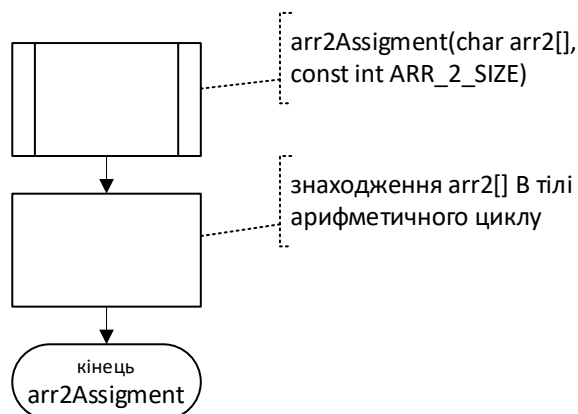 arr2Assigment(char arr2[],
const int ARR_2_SIZE)
знаходження arr2[] В тілі
арифметичного циклу
кінець
arr2Assigment